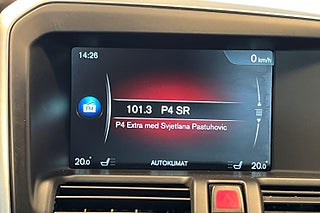 14:26
0 km/h
FM
101.3 P4 SR
P4 Extra med Svjetlana Pastuhovic
20.0
AUTOKLIMAT
20.0